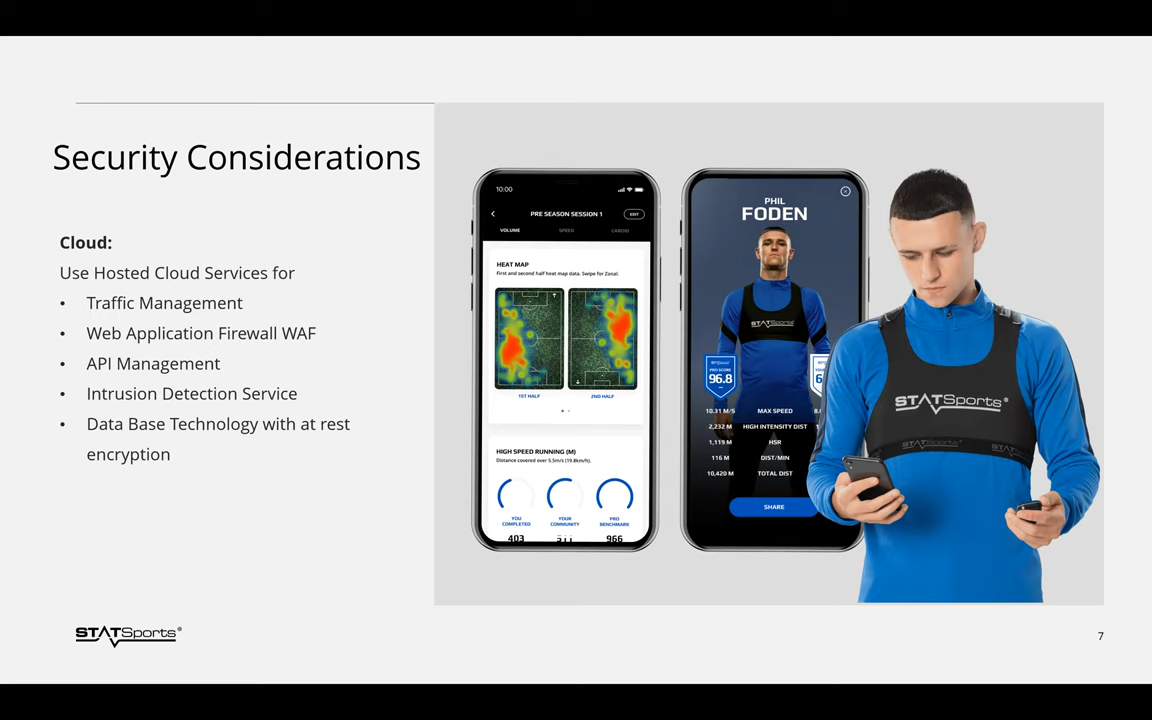 Security Considerations
Cloud:
Use Hosted Cloud Services for
• Traffic Management
• Web Application Firewall WAF
• API Management
• Intrusion Detection Service
• Data Base Technology with at rest
encryption
STATSports®
10:00
PRE SEASON SESSION 1
EDIT
VOLUME SPEED CARDIO
HEAT MAP
First and second half heat map data. Swipe for Zonal.
1ST HALF 2ND HALF
HIGH SPEED RUNNING (M)
Distance covered over 5.5m/s (19.8km/h).
YOU
COMPLETED
403
YOUR
COMMUNITY
511
PRO
BENCHMARK
966
PHIL
FODEN
STATSports
PRO SCORE
96.8
10.31 M/S MAX SPEED 8.
2,232 M HIGH INTENSITY DIST 1
1,119 M HSR
116 M DIST/MIN
10,420 M TOTAL DIST
SHARE
STATSports®
STATSports
7